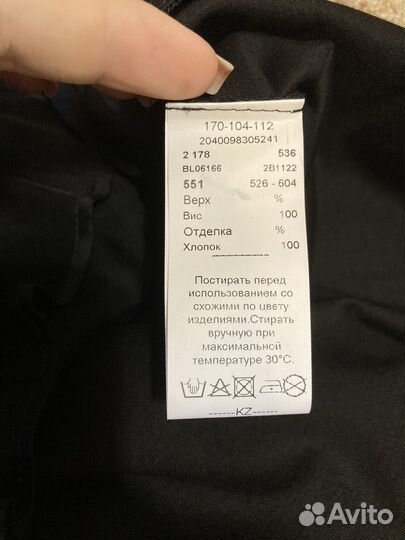 170-104-112
2040098305241
2 178 536
BL06166 2B1122
551 526 - 604
Верх %
Вис 100
Отделка %
Хлопок 100
Постирать перед
использованием со
схожими по цвету
изделиями.Стирать
вручную при
максимальной
температуре 30°C.
------KZ------
Avito